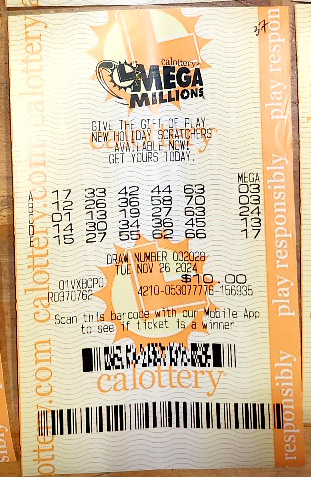 37
calottery
MEGA
MILLIONS
GIVE THE GIFT OF PLAY
NEW HOLIDAY SCRATCHERS
AVAILABLE NOW!
GET YOURS TODAY.
MEGA
A 17 33 42 44 63 03
12 26 36 58 70 03
01 13 19 27 63 24
14 30 34 36 45 13
15 27 65 62 66 17
DRAW NUMBER 002028
TUE NOV 26 2024
$10.00
R0370762 4210-053077776-156935
Scan this barcode with our Mobile App
to see if ticket is a winner
calottery
calottery.com
calottery.com
play responsibly
play respon
responsibly